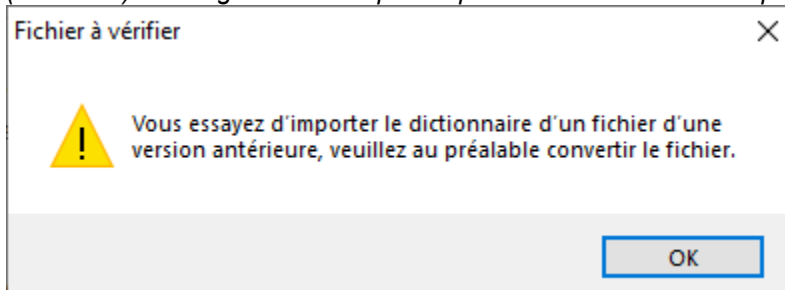 Fichier à vérifier
Vous essayez d'importer le dictionnaire d'un fichier d'une
version antérieure, veuillez au préalable convertir le fichier.
OK